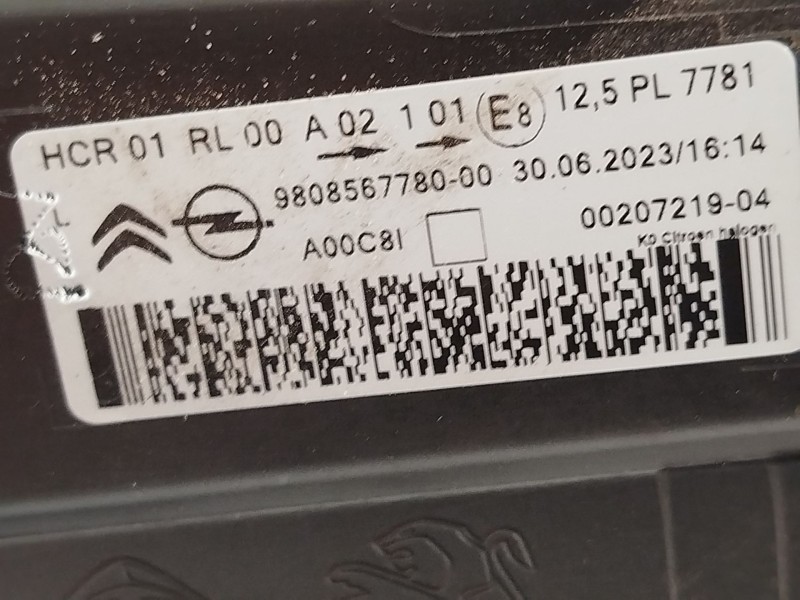 HCR 01 RL 00 A 02 1 01 E8 12,5 PL 7781
9808567780-00 30.06.2023/16:14
L
A00C8I 00207219-04
K0 Citroen halogen